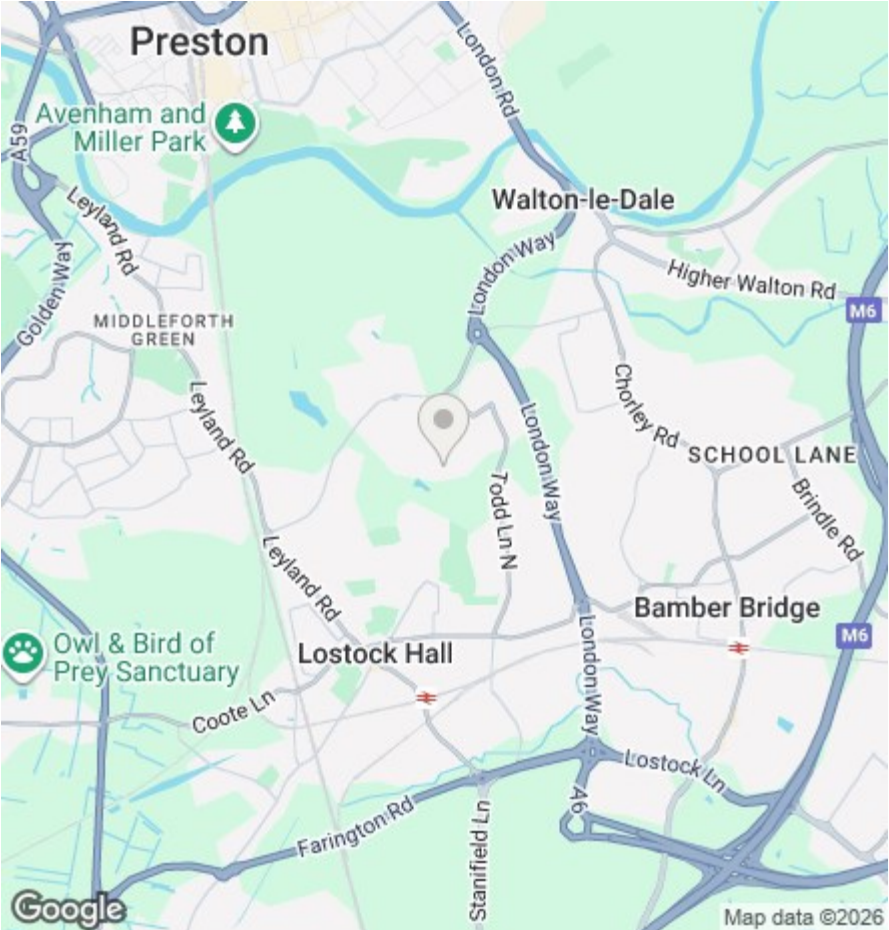 Preston
London Rd
Avenham and
Miller Park
A59
Leyland Rd
Walton-le-Dale
London Way
Higher Walton Rd
Golden Way
M6
MIDDLEFORTH
GREEN
Leyland Rd
Chorley Rd
London Way
SCHOOL LANE
Todd Ln N
Brindle Rd
Leyland Rd
Bamber Bridge
M6
Owl & Bird of
Prey Sanctuary
Lostock Hall
London Way
Coote Ln
Lostock Ln
A6
Farington Rd
Stanifield Ln
Google
Map data ©2026